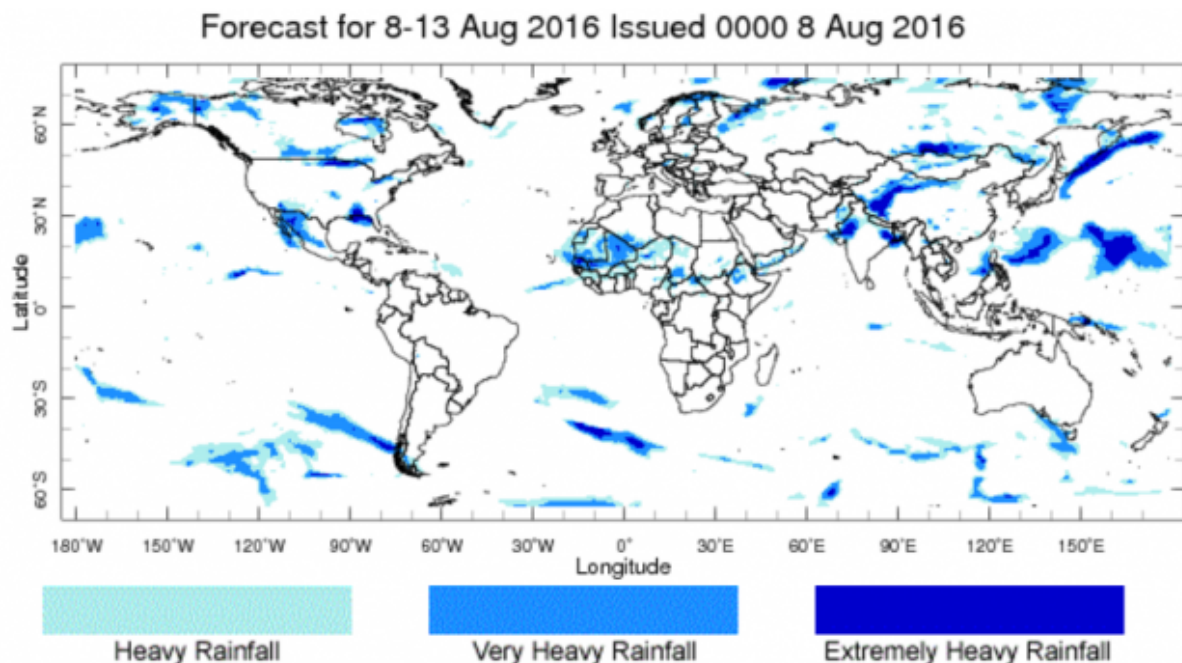 Forecast for 8-13 Aug 2016 Issued 0000 8 Aug 2016
Latitude
60°N
30°N
0°
30°S
60°S
180°W 150°W 120°W 90°W 60°W 30°W 0° 30°E 60°E 90°E 120°E 150°E
Longitude
Heavy Rainfall Very Heavy Rainfall Extremely Heavy Rainfall